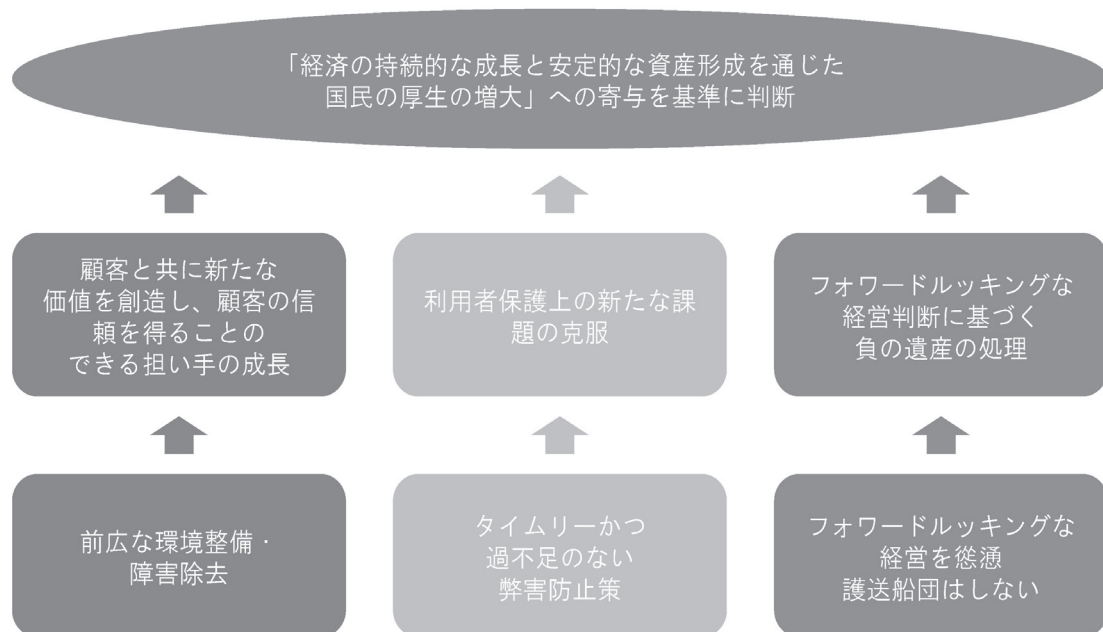 「経済の持続的な成長と安定的な資産形成を通じた
国民の厚生の増大」への寄与を基準に判断
顧客と共に新たな
価値を創造し、顧客の信
頼を得ることの
できる担い手の成長
利用者保護上の新たな課
題の克服
フォワードルッキングな
経営判断に基づく
負の遺産の処理
前広な環境整備・
障害除去
タイムリーかつ
過不足のない
弊害防止策
フォワードルッキングな
経営を慫慂
護送船団はしない